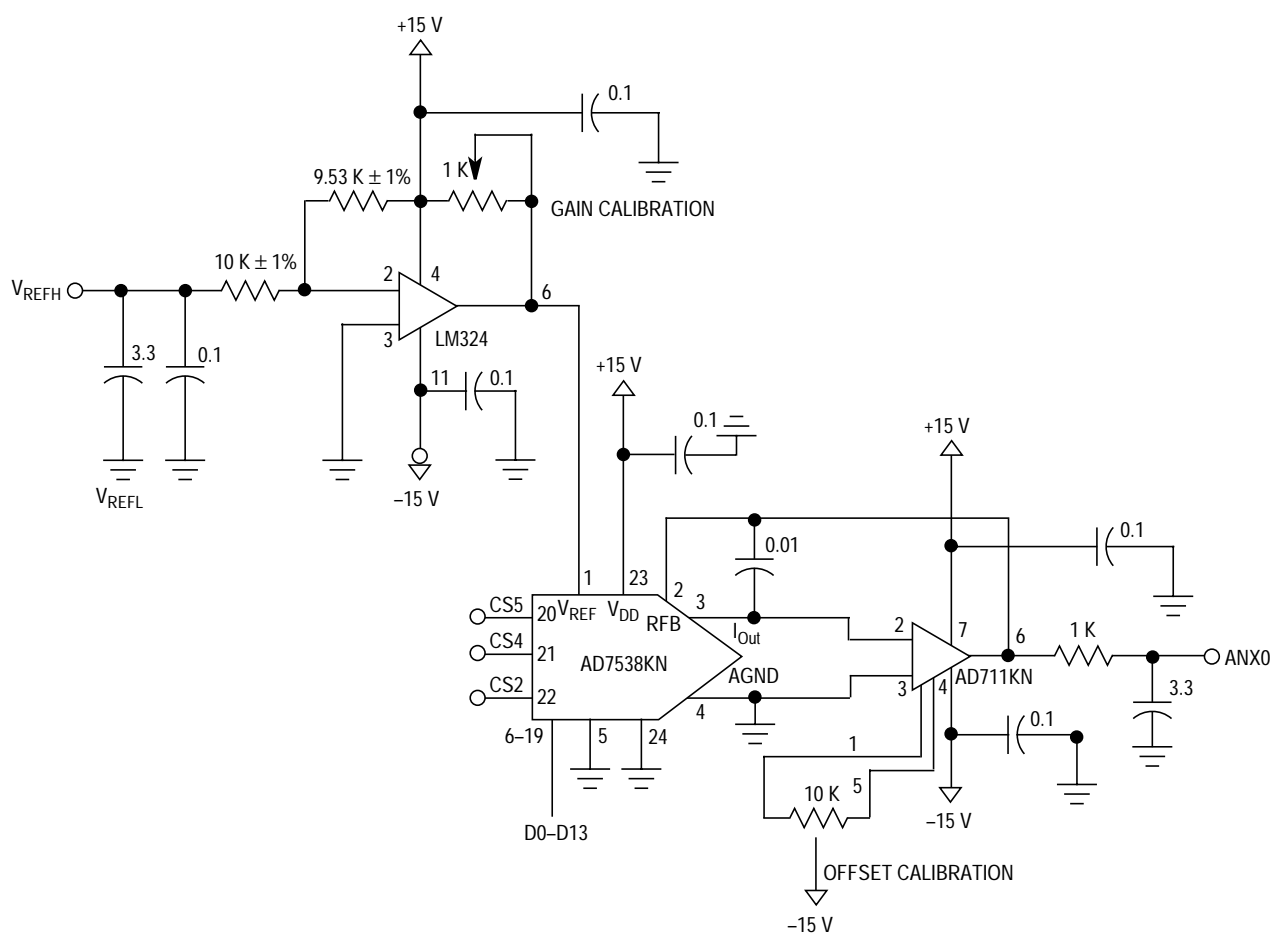 +15 V
0.1
9.53 K ± 1%
1 K
GAIN CALIBRATION
10 K ± 1%
V_REFH
2
4
6
3
LM324
3.3
0.1
11
0.1
+15 V
–15 V
V_REFL
0.1
+15 V
0.01
0.1
1
23
2
3
CS5
20
V_REF
V_DD
RFB
I_Out
2
7
6
1 K
CS4
21
AD7538KN
AGND
AD711KN
ANX0
CS2
22
4
3
4
3.3
6–19
5
24
0.1
1
5
10 K
–15 V
D0–D13
OFFSET CALIBRATION
–15 V